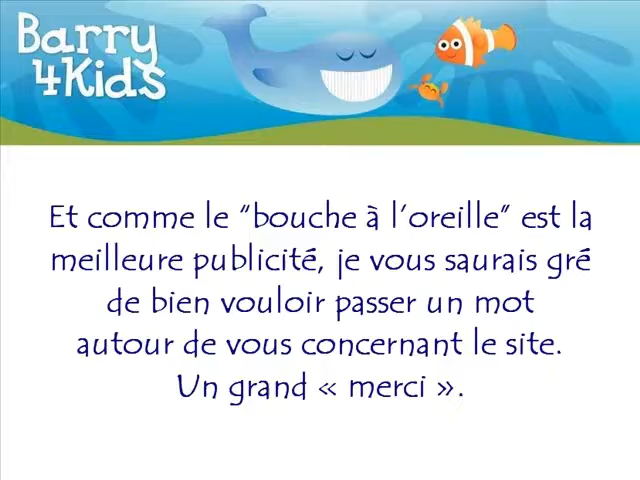 Barry
4Kids
Et comme le “bouche à l’oreille” est la
meilleure publicité, je vous saurais gré
de bien vouloir passer un mot
autour de vous concernant le site.
Un grand « merci ».